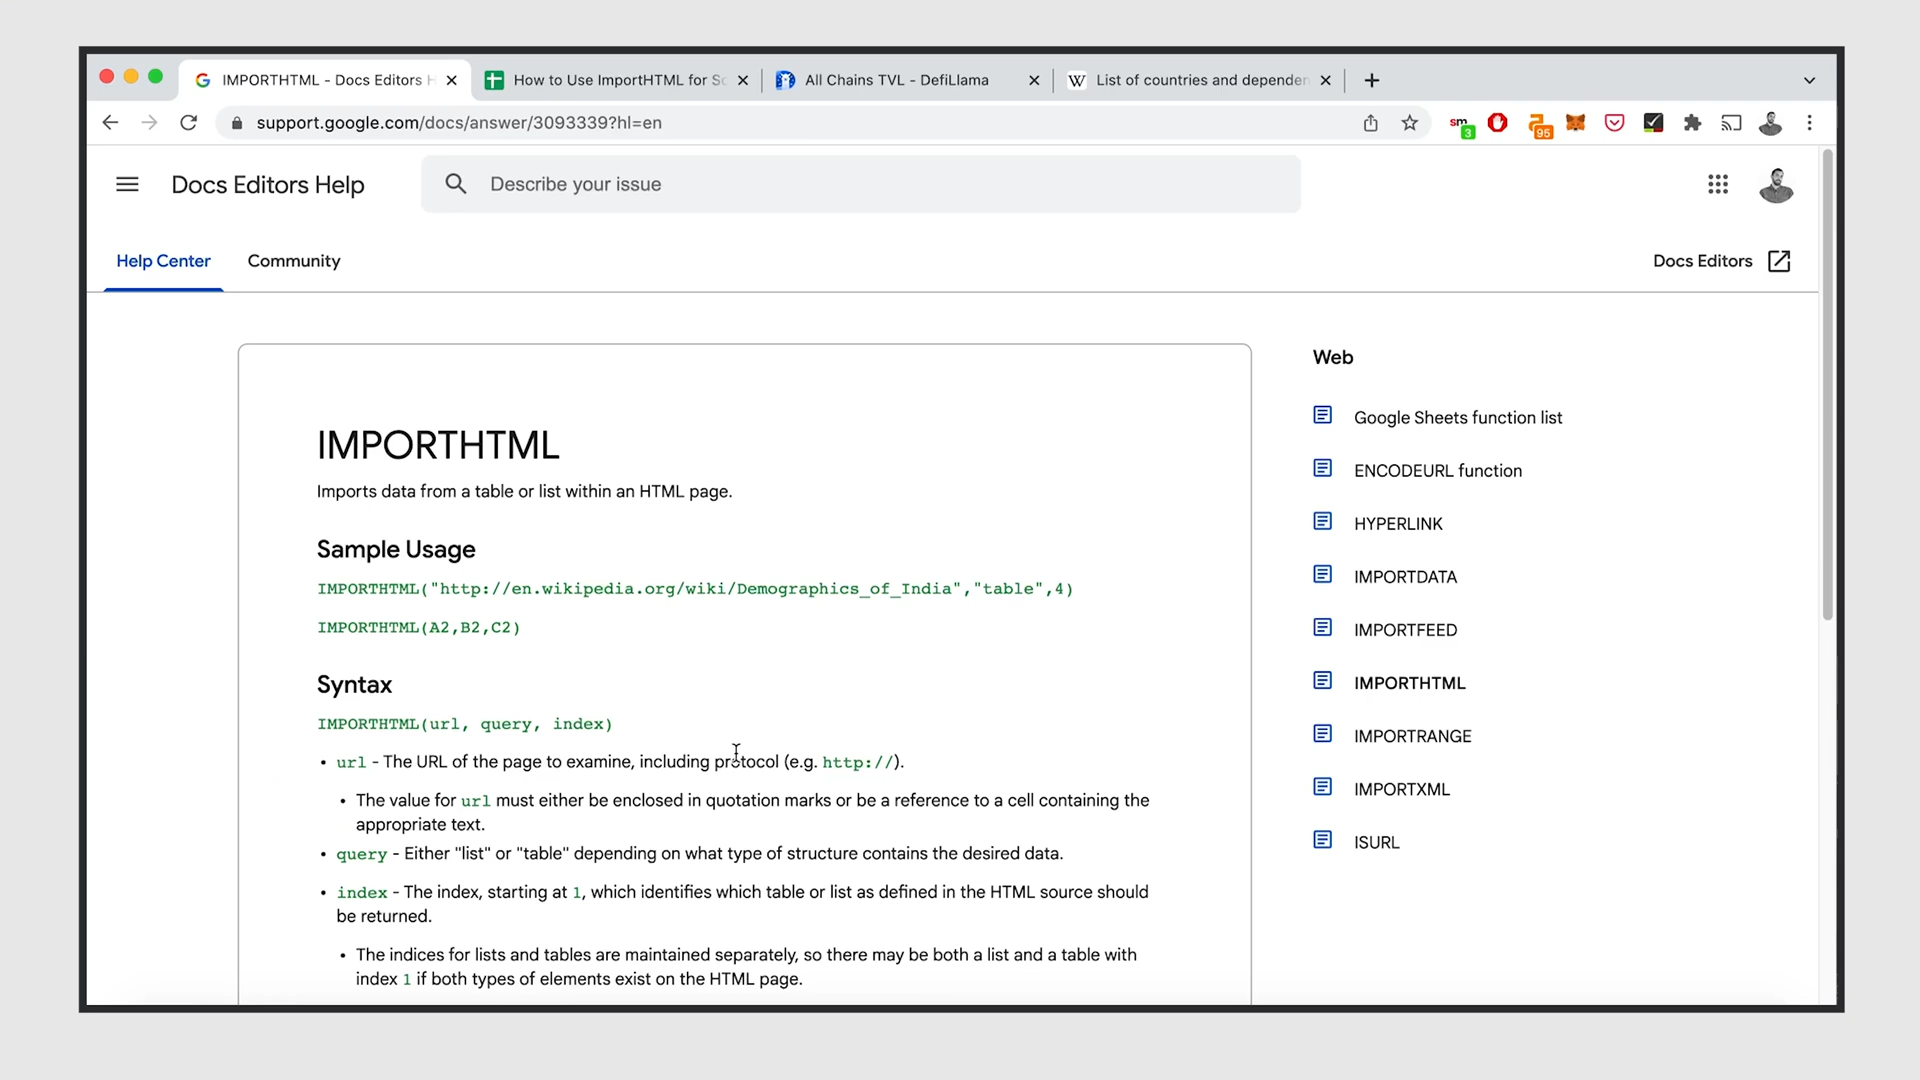 IMPORTHTML - Docs Editors H
How to Use ImportHTML for Sc
All Chains TVL - DefiLlama
W List of countries and dependen
support.google.com/docs/answer/3093339?hl=en
sm 3
95
Docs Editors Help
Describe your issue
Help Center
Community
Docs Editors
IMPORTHTML
Imports data from a table or list within an HTML page.
Sample Usage
IMPORTHTML("http://en.wikipedia.org/wiki/Demographics_of_India","table",4)
IMPORTHTML(A2,B2,C2)
Syntax
IMPORTHTML(url, query, index)
• url - The URL of the page to examine, including protocol (e.g. http://).
• The value for url must either be enclosed in quotation marks or be a reference to a cell containing the
appropriate text.
• query - Either "list" or "table" depending on what type of structure contains the desired data.
• index - The index, starting at 1, which identifies which table or list as defined in the HTML source should
be returned.
• The indices for lists and tables are maintained separately, so there may be both a list and a table with
index 1 if both types of elements exist on the HTML page.
Web
Google Sheets function list
ENCODEURL function
HYPERLINK
IMPORTDATA
IMPORTFEED
IMPORTHTML
IMPORTRANGE
IMPORTXML
ISURL